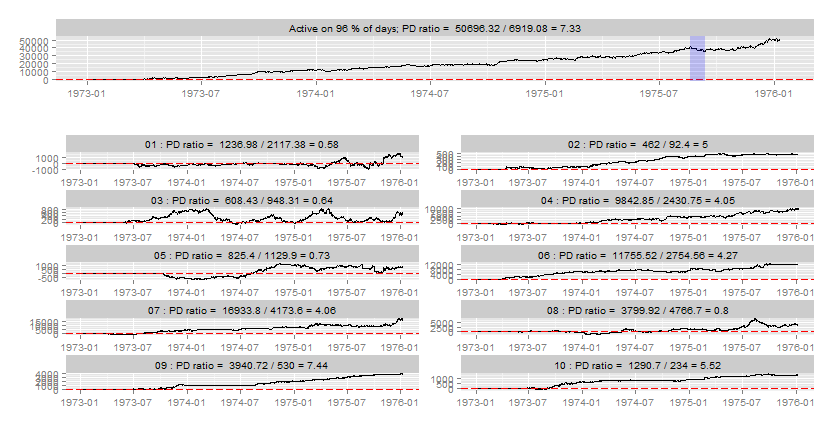 Active on 96 % of days; PD ratio = 50696.32 / 6919.08 = 7.33
50000
40000
30000
20000
10000
0
1973-01 1973-07 1974-01 1974-07 1975-01 1975-07 1976-01
01 : PD ratio = 1236.98 / 2117.38 = 0.58
1000
0
-1000
1973-01 1973-07 1974-01 1974-07 1975-01 1975-07 1976-01
02 : PD ratio = 462 / 92.4 = 5
1973-01 1973-07 1974-01 1974-07 1975-01 1975-07 1976-01
03 : PD ratio = 608.43 / 948.31 = 0.64
1973-01 1973-07 1974-01 1974-07 1975-01 1975-07 1976-01
04 : PD ratio = 9842.85 / 2430.75 = 4.05
10000
1973-01 1973-07 1974-01 1974-07 1975-01 1975-07 1976-01
05 : PD ratio = 825.4 / 1129.9 = 0.73
1973-01 1973-07 1974-01 1974-07 1975-01 1975-07 1976-01
06 : PD ratio = 11755.52 / 2754.56 = 4.27
12000
1973-01 1973-07 1974-01 1974-07 1975-01 1975-07 1976-01
07 : PD ratio = 16933.8 / 4173.6 = 4.06
15000
1973-01 1973-07 1974-01 1974-07 1975-01 1975-07 1976-01
08 : PD ratio = 3799.92 / 4766.7 = 0.8
5000
2500
0
1973-01 1973-07 1974-01 1974-07 1975-01 1975-07 1976-01
09 : PD ratio = 3940.72 / 530 = 7.44
4000
1973-01 1973-07 1974-01 1974-07 1975-01 1975-07 1976-01
10 : PD ratio = 1290.7 / 234 = 5.52
1000
500
0
1973-01 1973-07 1974-01 1974-07 1975-01 1975-07 1976-01